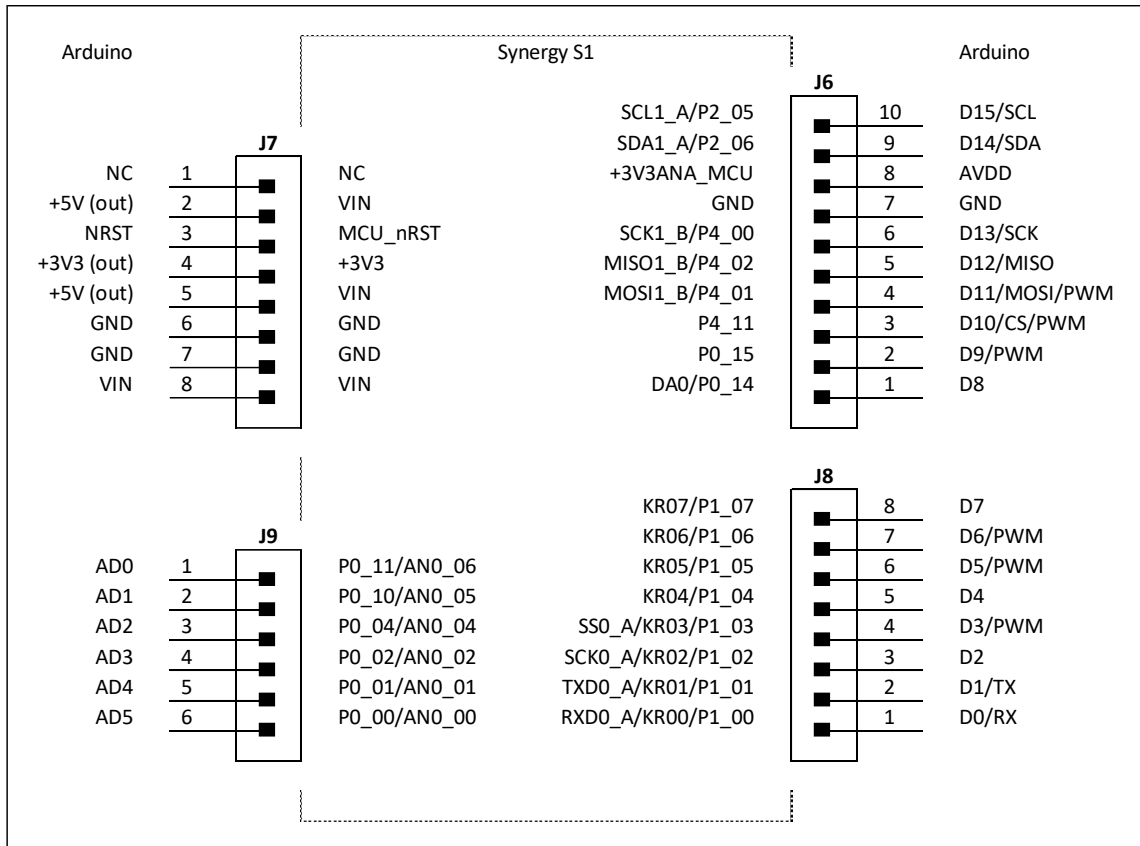 Arduino Synergy S1 Arduino
J6
SCL1_A/P2_05 10 D15/SCL
J7 SDA1_A/P2_06 9 D14/SDA
NC 1 NC +3V3ANA_MCU 8 AVDD
+5V (out) 2 VIN GND 7 GND
NRST 3 MCU_nRST SCK1_B/P4_00 6 D13/SCK
+3V3 (out) 4 +3V3 MISO1_B/P4_02 5 D12/MISO
+5V (out) 5 VIN MOSI1_B/P4_01 4 D11/MOSI/PWM
GND 6 GND P4_11 3 D10/CS/PWM
GND 7 GND P0_15 2 D9/PWM
VIN 8 VIN DA0/P0_14 1 D8
J8
KR07/P1_07 8 D7
J9 KR06/P1_06 7 D6/PWM
AD0 1 P0_11/AN0_06 KR05/P1_05 6 D5/PWM
AD1 2 P0_10/AN0_05 KR04/P1_04 5 D4
AD2 3 P0_04/AN0_04 SS0_A/KR03/P1_03 4 D3/PWM
AD3 4 P0_02/AN0_02 SCK0_A/KR02/P1_02 3 D2
AD4 5 P0_01/AN0_01 TXD0_A/KR01/P1_01 2 D1/TX
AD5 6 P0_00/AN0_00 RXD0_A/KR00/P1_00 1 D0/RX